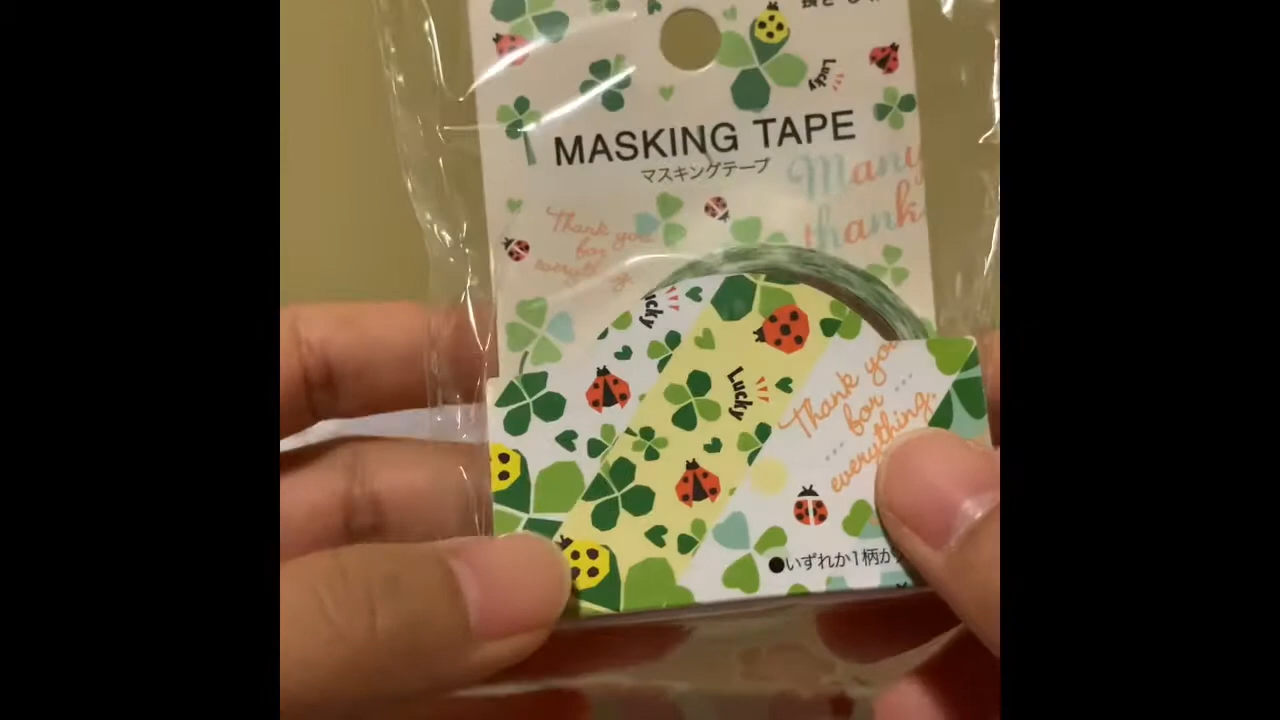 Lucky
MASKING TAPE
マスキングテープ
Many
thank
Thank you
for
everything.
Lucky
Lucky
Thank you
... for ...
everything.
●いずれか1柄が